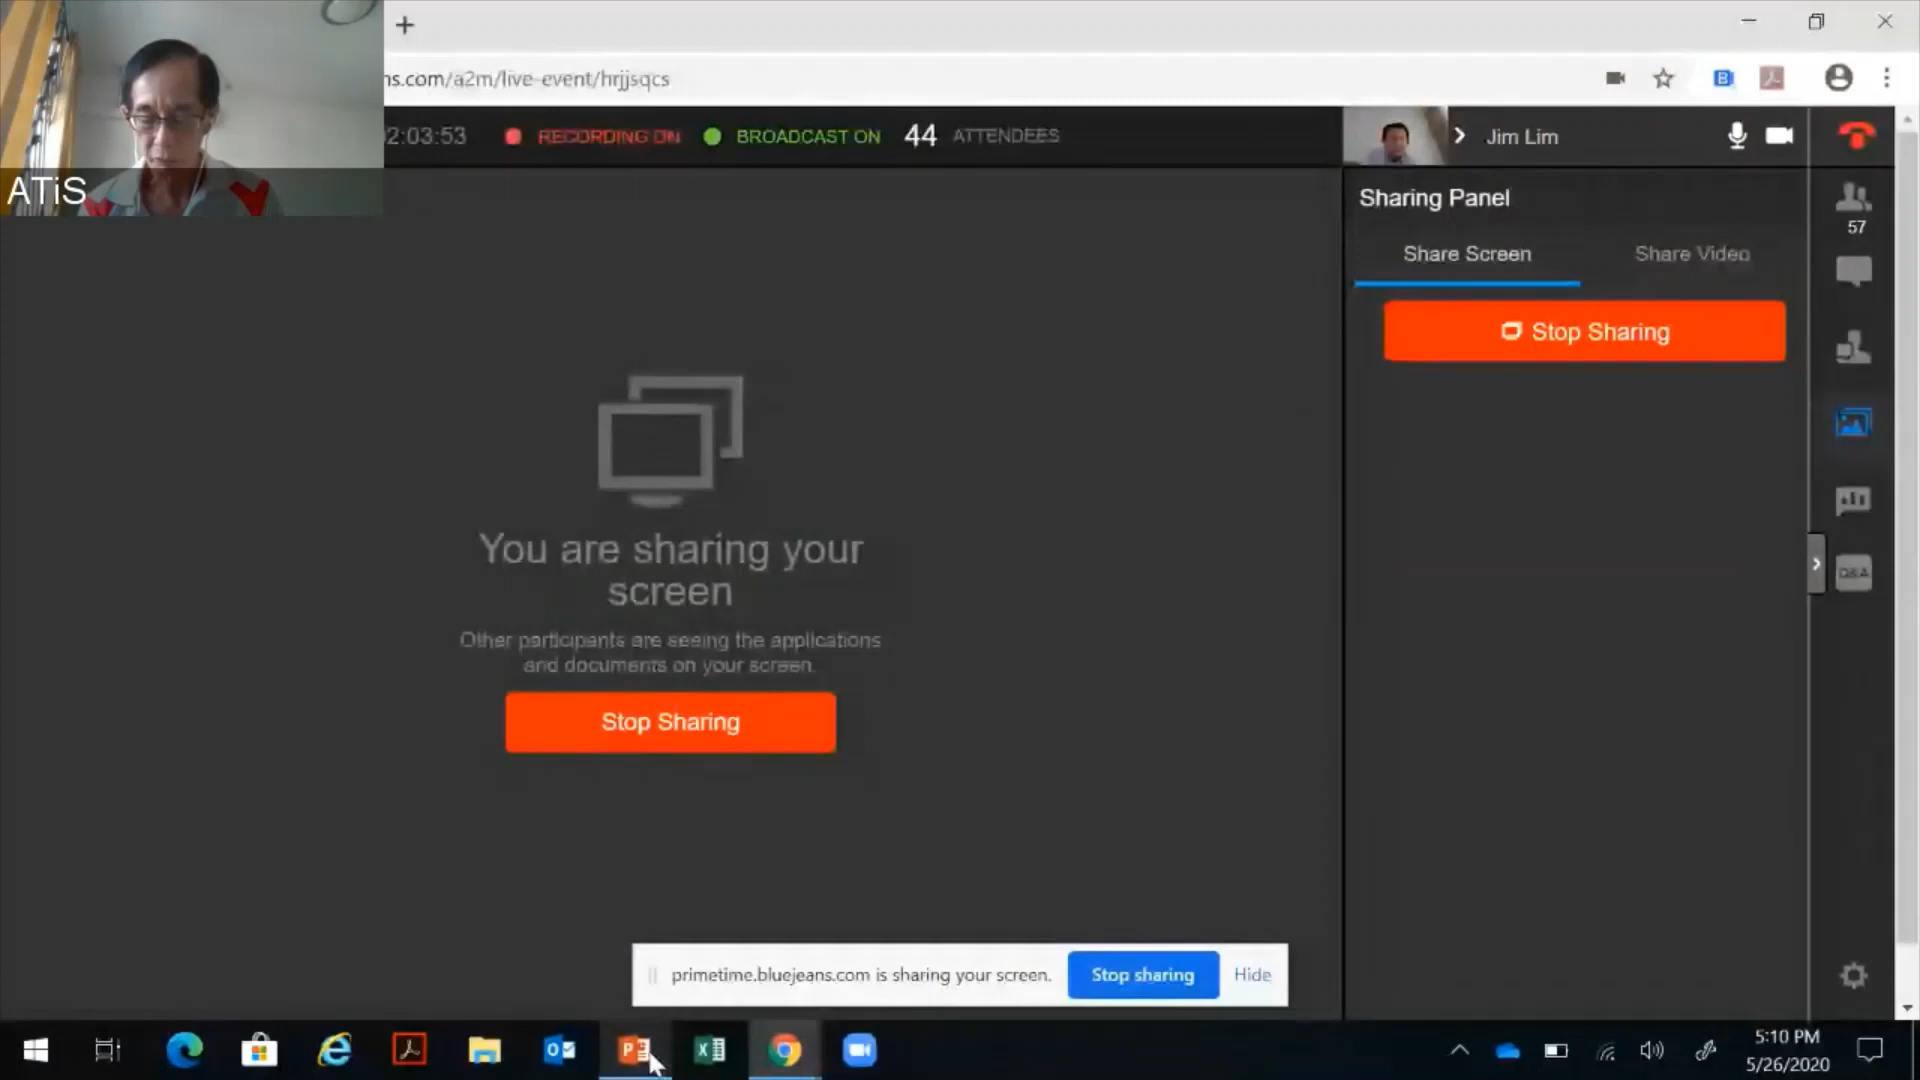 ns.com/a2m/live-event/hrjjsqcs
2:03:53
RECORDING ON
BROADCAST ON
44 ATTENDEES
Jim Lim
ATiS
Sharing Panel
57
Share Screen
Share Video
Stop Sharing
You are sharing your
screen
Other participants are seeing the applications
and documents on your screen.
Stop Sharing
Q&A
primetime.bluejeans.com is sharing your screen.
Stop sharing
Hide
5:10 PM
5/26/2020